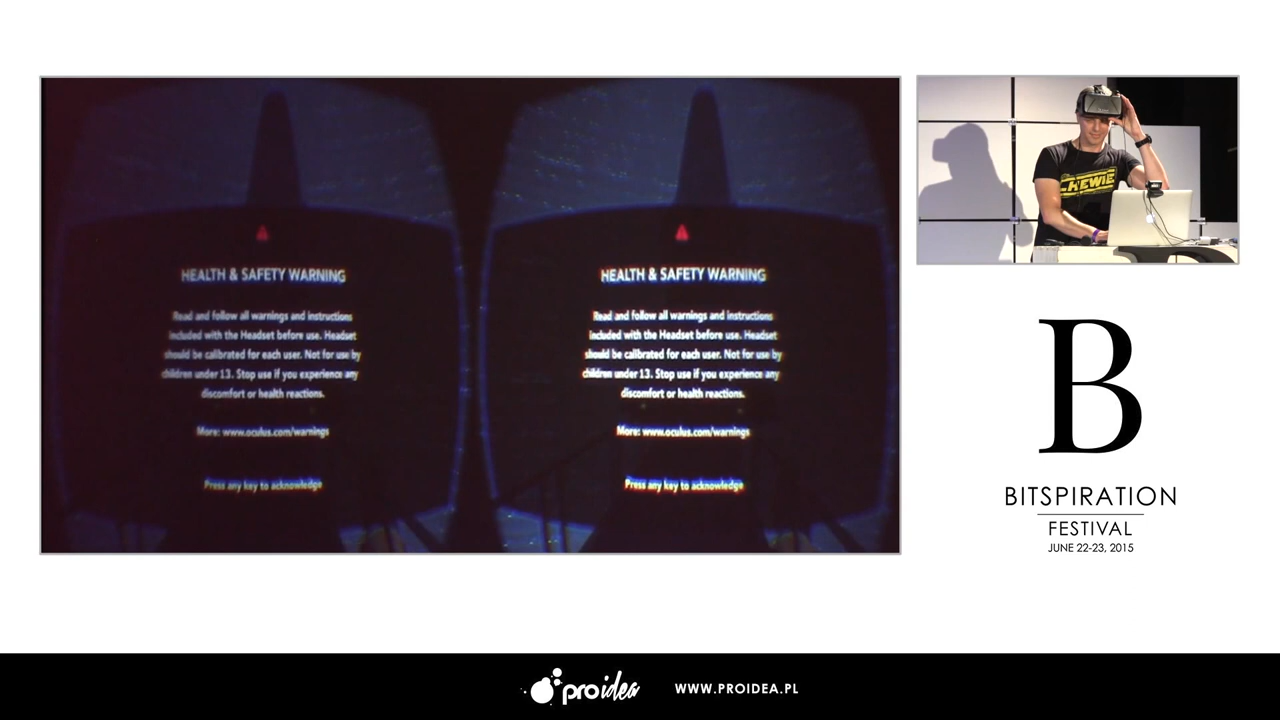 HEALTH & SAFETY WARNING
Read and follow all warnings and instructions
included with the Headset before use. Headset
should be calibrated for each user. Not for use by
children under 13. Stop use if you experience any
discomfort or health reactions.
More: www.oculus.com/warnings
Press any key to acknowledge
HEALTH & SAFETY WARNING
Read and follow all warnings and instructions
included with the Headset before use. Headset
should be calibrated for each user. Not for use by
children under 13. Stop use if you experience any
discomfort or health reactions.
More: www.oculus.com/warnings
Press any key to acknowledge
CHEWIE
B
BITSPIRATION
FESTIVAL
JUNE 22-23, 2015
proidea
WWW.PROIDEA.PL